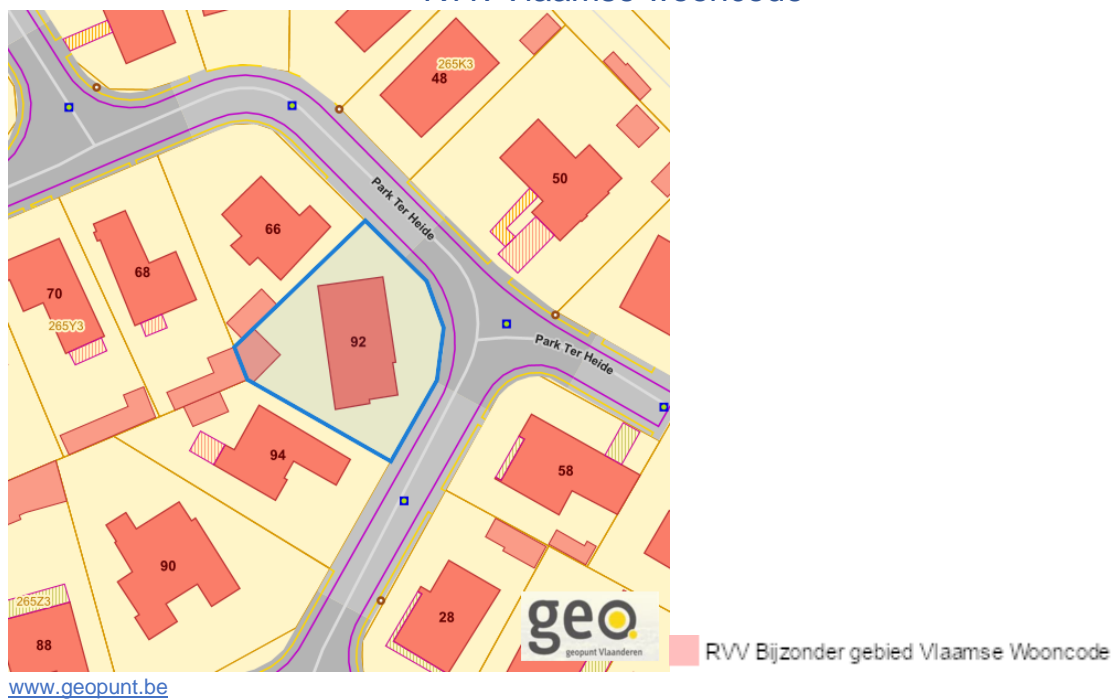 RVV Vlaamse wooncode
265K3
48
Park Ter Heide
50
66
68
70
265Y3
92
Park Ter Heide
94
58
90
265Z3
28
88
geo.
geopunt Vlaanderen
RVV Bijzonder gebied Vlaamse Wooncode
www.geopunt.be